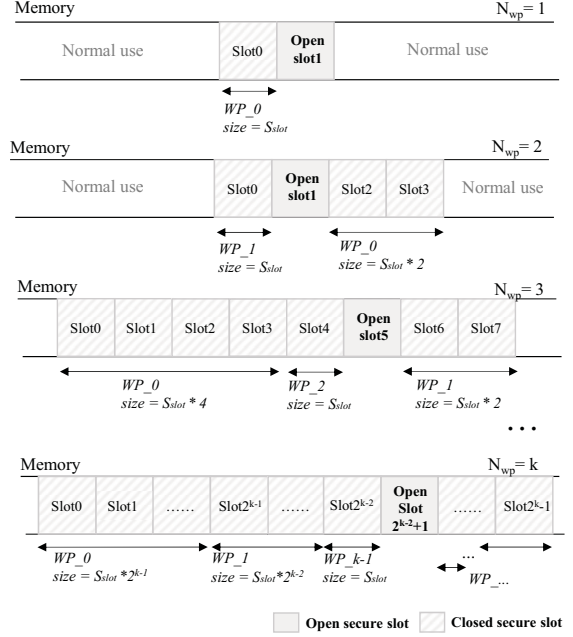 Memory
N_wp = 1
Normal use
Slot0
Open
slot1
Normal use
WP_0
size = S_slot
Memory
N_wp = 2
Normal use
Slot0
Open
slot1
Slot2
Slot3
Normal use
WP_1
size = S_slot
WP_0
size = S_slot * 2
Memory
N_wp = 3
Slot0
Slot1
Slot2
Slot3
Slot4
Open
slot5
Slot6
Slot7
WP_0
size = S_slot * 4
WP_2
size = S_slot
WP_1
size = S_slot * 2
...
Memory
N_wp = k
Slot0
Slot1
......
Slot2^k-1
......
Slot2^k-2
Open
Slot
2^k-2+1
......
Slot2^k-1
WP_0
size = S_slot *2^k-1
WP_1
size = S_slot*2^k-2
WP_k-1
size = S_slot
...
WP_...
Open secure slot
Closed secure slot